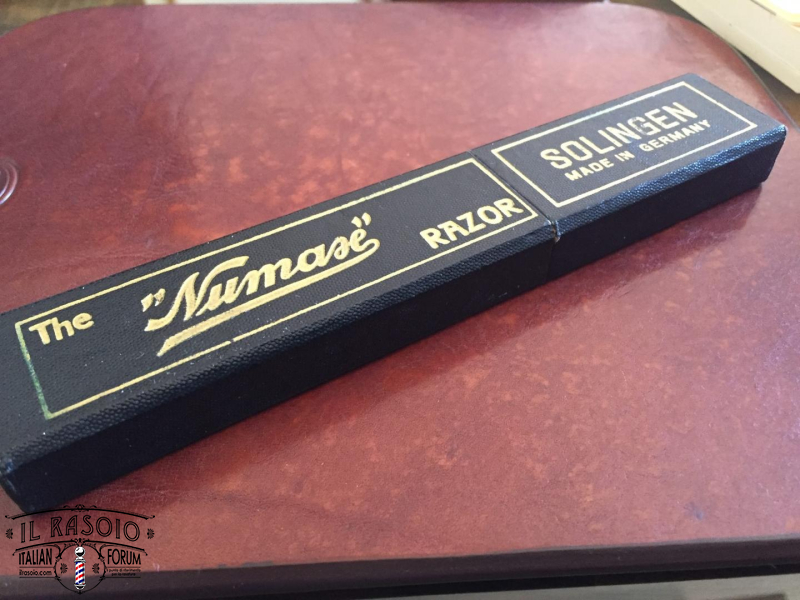 The „Numasé” RAZOR
SOLINGEN
MADE IN GERMANY
IL RASOIO
ITALIAN FORUM
ilrasoio.com